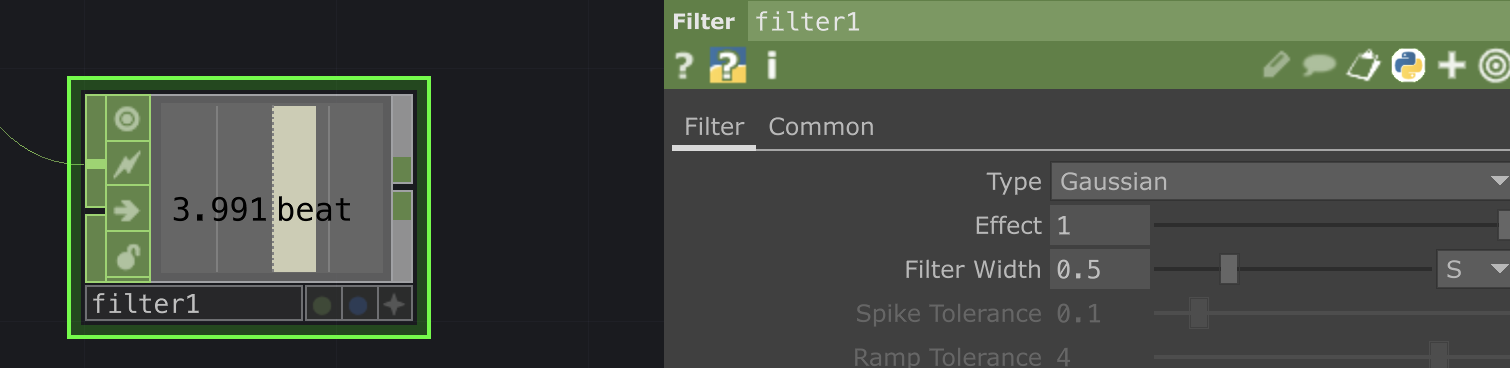 Filter filter1
? ? i
Filter Common
Type Gaussian
Effect 1
Filter Width 0.5 S
Spike Tolerance 0.1
Ramp Tolerance 4
3.991 beat
filter1